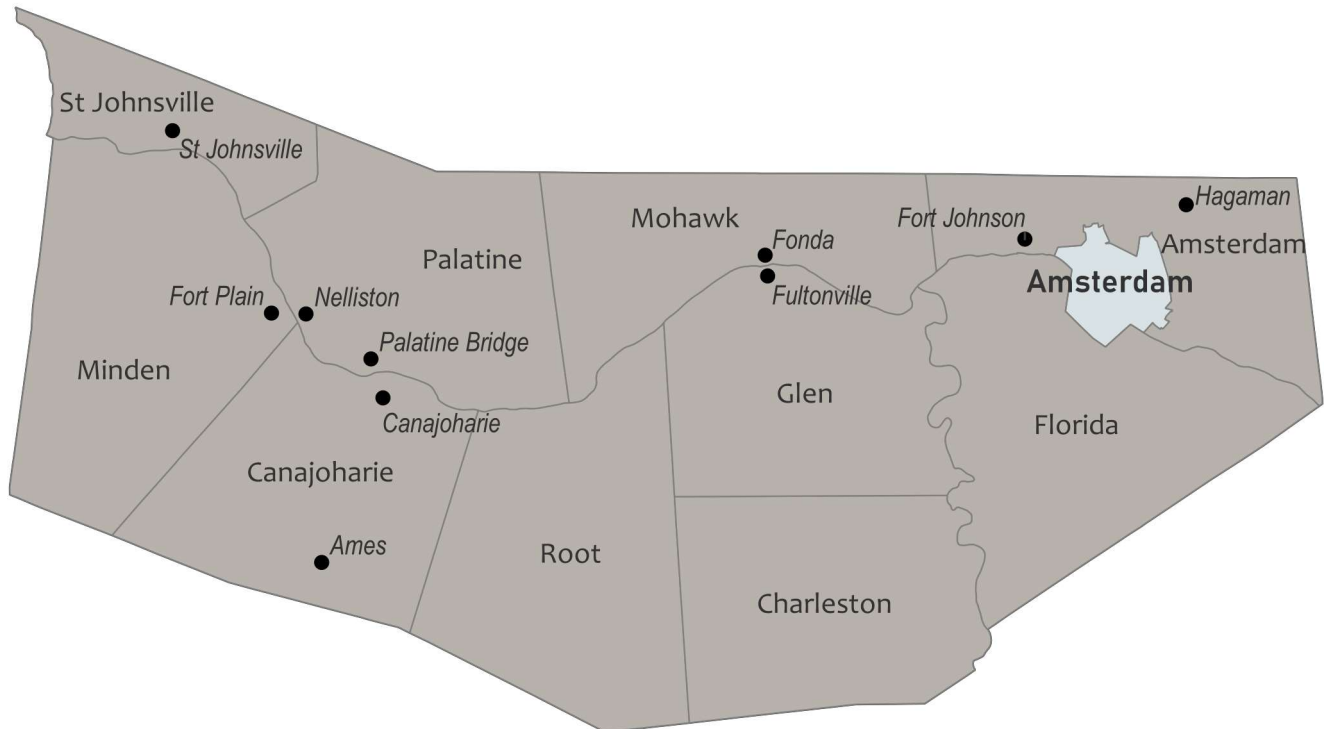 St Johnsville
St Johnsville
Hagaman
Mohawk
Fort Johnson
Fonda
Amsterdam
Palatine
Amsterdam
Fort Plain
Nelliston
Fultonville
Palatine Bridge
Minden
Glen
Canajoharie
Florida
Canajoharie
Ames
Root
Charleston